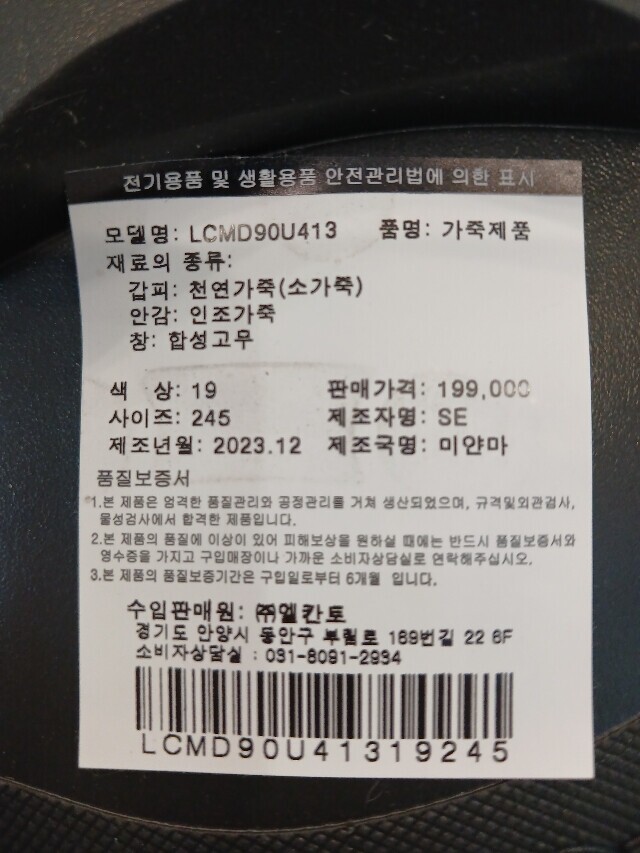 전기용품 및 생활용품 안전관리법에 의한 표시
모델명: LCMD90U413 품명: 가죽제품
재료의 종류:
갑피: 천연가죽(소가죽)
안감: 인조가죽
창: 합성고무
색 상: 19 판매가격: 199,000
사이즈: 245 제조자명: SE
제조년월: 2023.12 제조국명: 미얀마
품질보증서
1.본 제품은 엄격한 품질관리와 공정관리를 거쳐 생산되었으며, 규격및외관검사,
물성검사에서 합격한 제품입니다.
2.본 제품의 품질에 이상이 있어 피해보상을 원하실 때에는 반드시 품질보증서와
영수증을 가지고 구입매장이나 가까운 소비자상담실로 연락해주십시오.
3.본 제품의 품질보증기간은 구입일로부터 6개월 입니다.
수입판매원: ㈜엘칸토
경기도 안양시 동안구 부림로 169번길 22 6F
소비자상담실 : 031-8091-2934
LCMD90U41319245